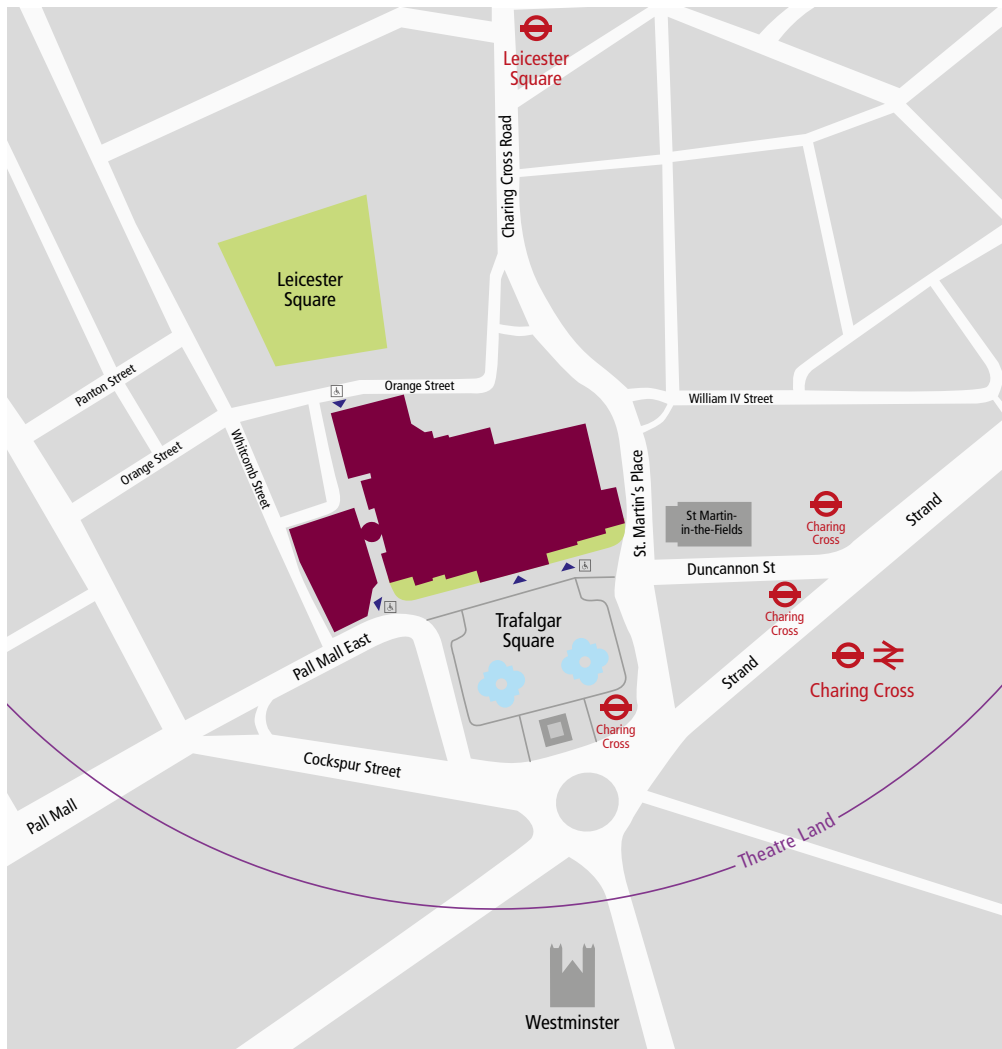 Leicester
Square
Charing Cross Road
Leicester
Square
Panton Street
Orange Street
William IV Street
Orange Street
Whitcomb Street
St. Martin's Place
St Martin-
in-the-Fields
Charing
Cross
Strand
Duncannon St
Charing
Cross
Trafalgar
Square
Pall Mall East
Strand
Charing Cross
Charing
Cross
Cockspur Street
Pall Mall
Theatre Land
Westminster